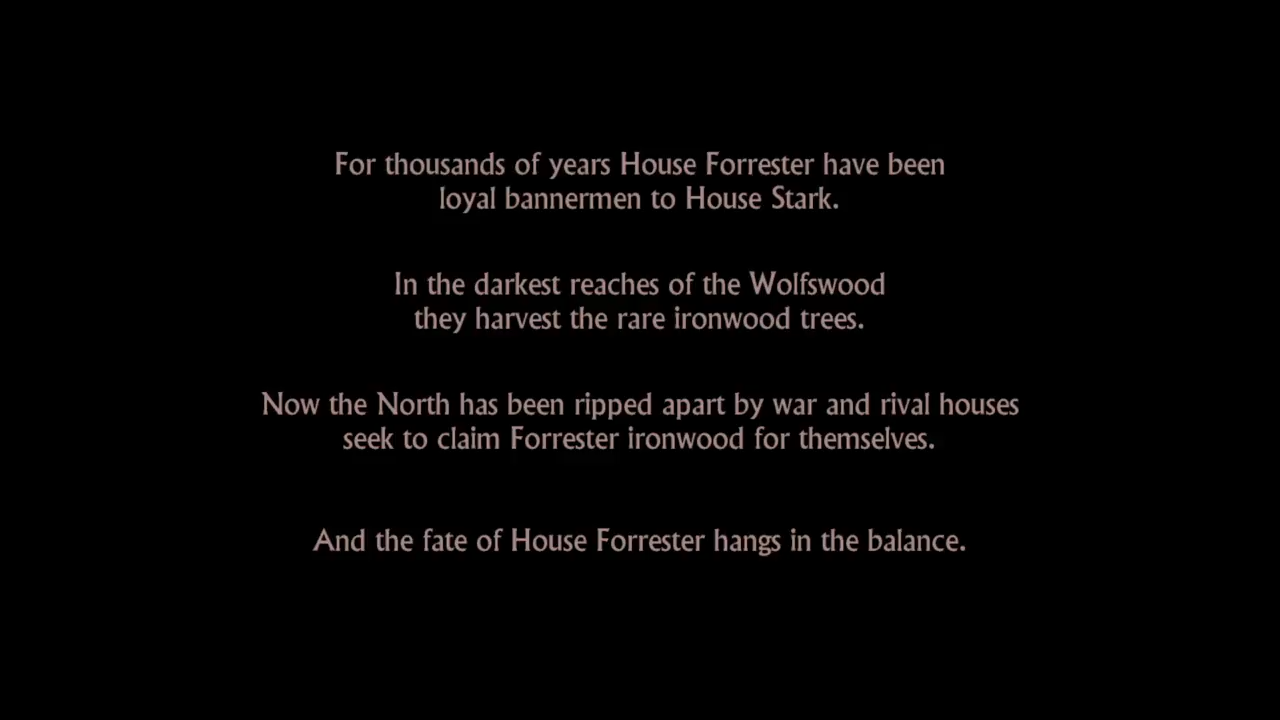 For thousands of years House Forrester have been
loyal bannermen to House Stark.
In the darkest reaches of the Wolfswood
they harvest the rare ironwood trees.
Now the North has been ripped apart by war and rival houses
seek to claim Forrester ironwood for themselves.
And the fate of House Forrester hangs in the balance.